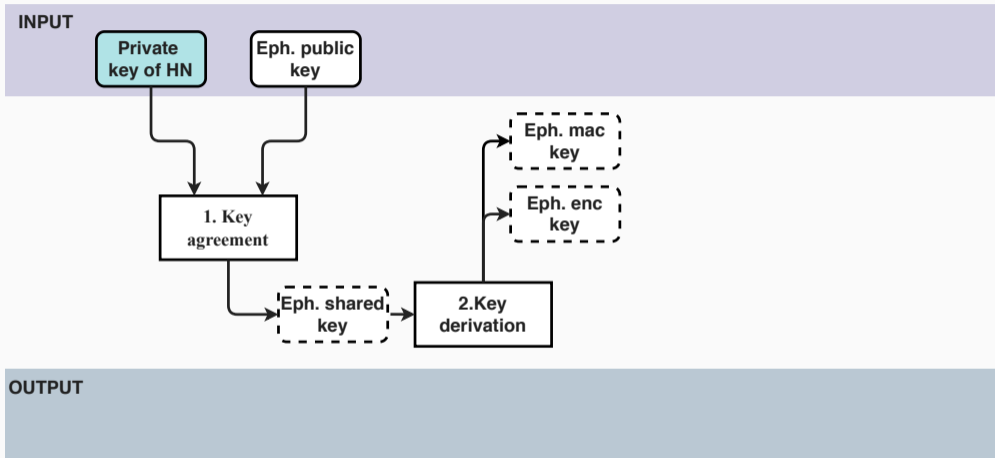 INPUT
Private
key of HN
Eph. public
key
Eph. mac
key
Eph. enc
key
1. Key
agreement
Eph. shared
key
2.Key
derivation
OUTPUT